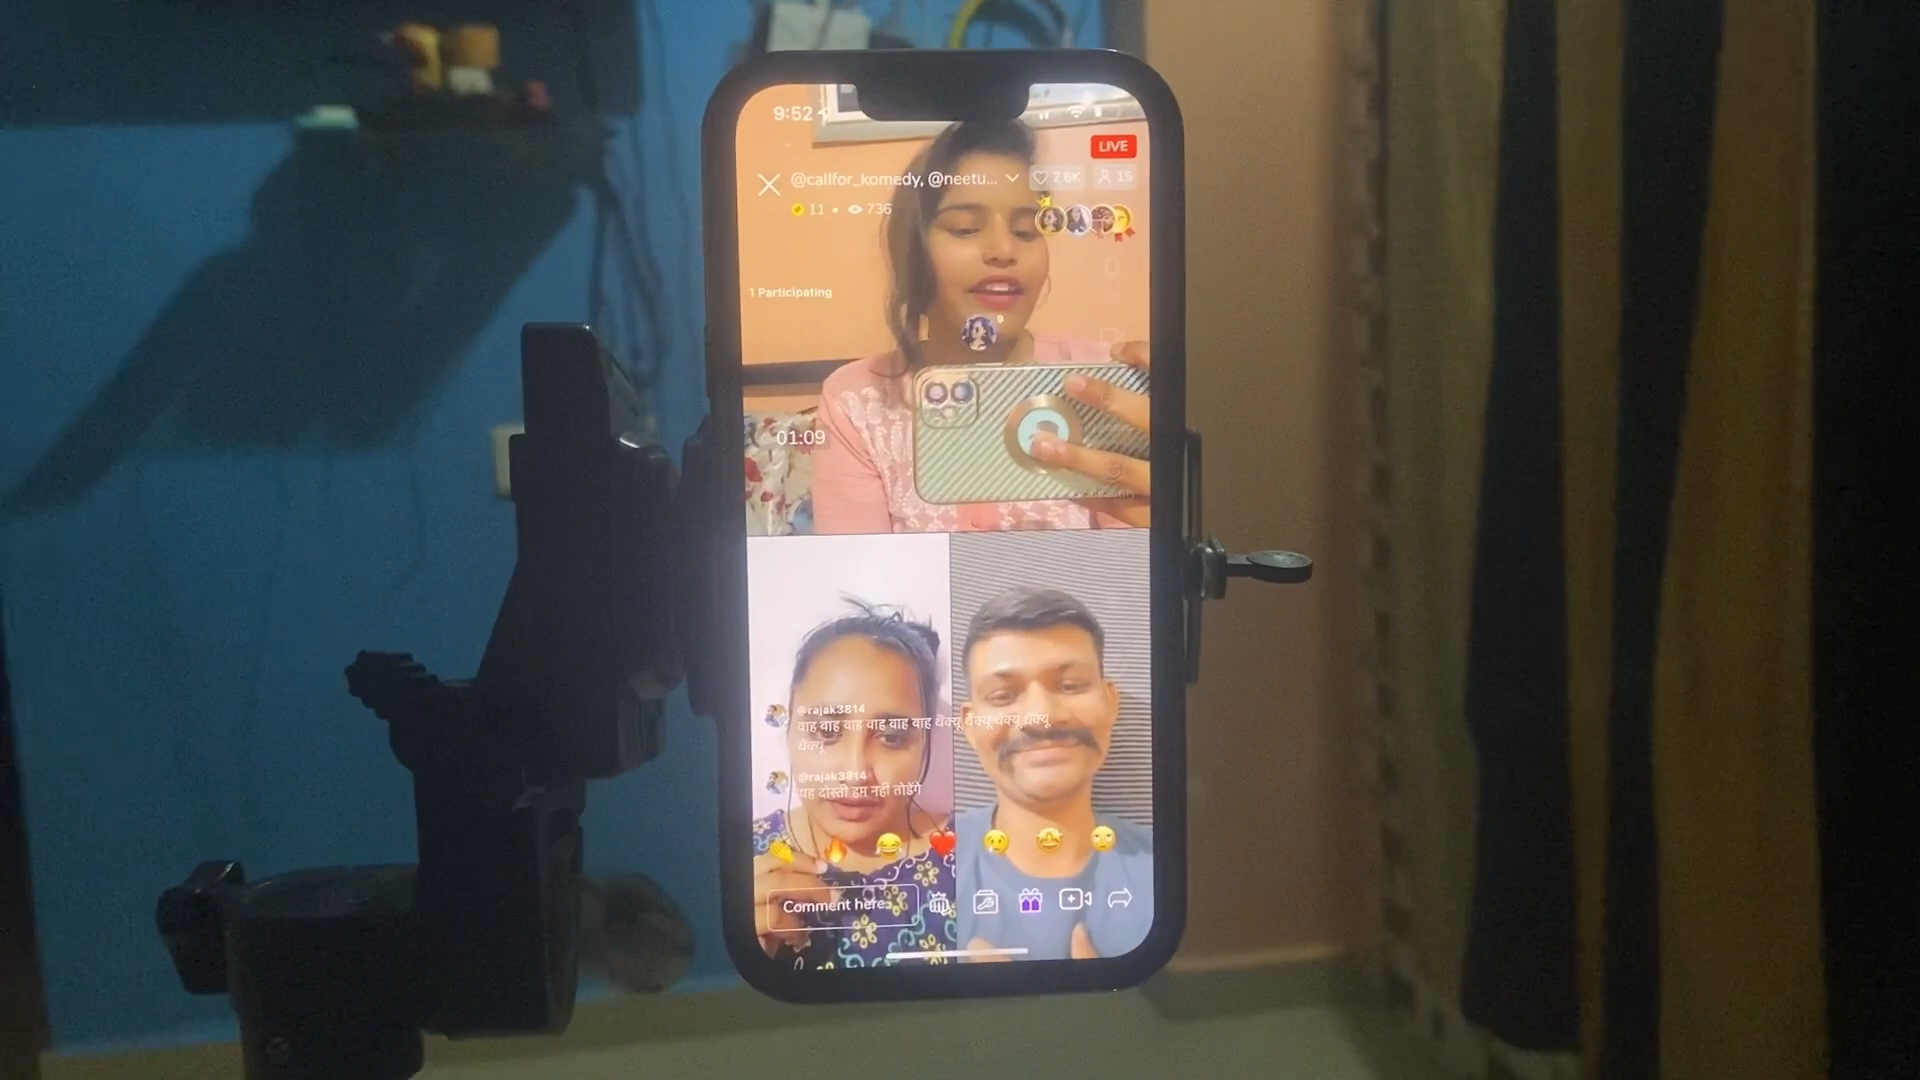 9:52
LIVE
@callfor_komedy, @neetu...
2.6K
15
11 • 736
1 Participating
9
01:09
@rajak3814
वाह वाह वाह वाह वाह वाह थैंक्यू थैंक्यू थैंक्यू थैंक्यू
थैंक्यू
@rajak3814
यह दोस्ती हम नहीं तोडेंगे
Comment here..